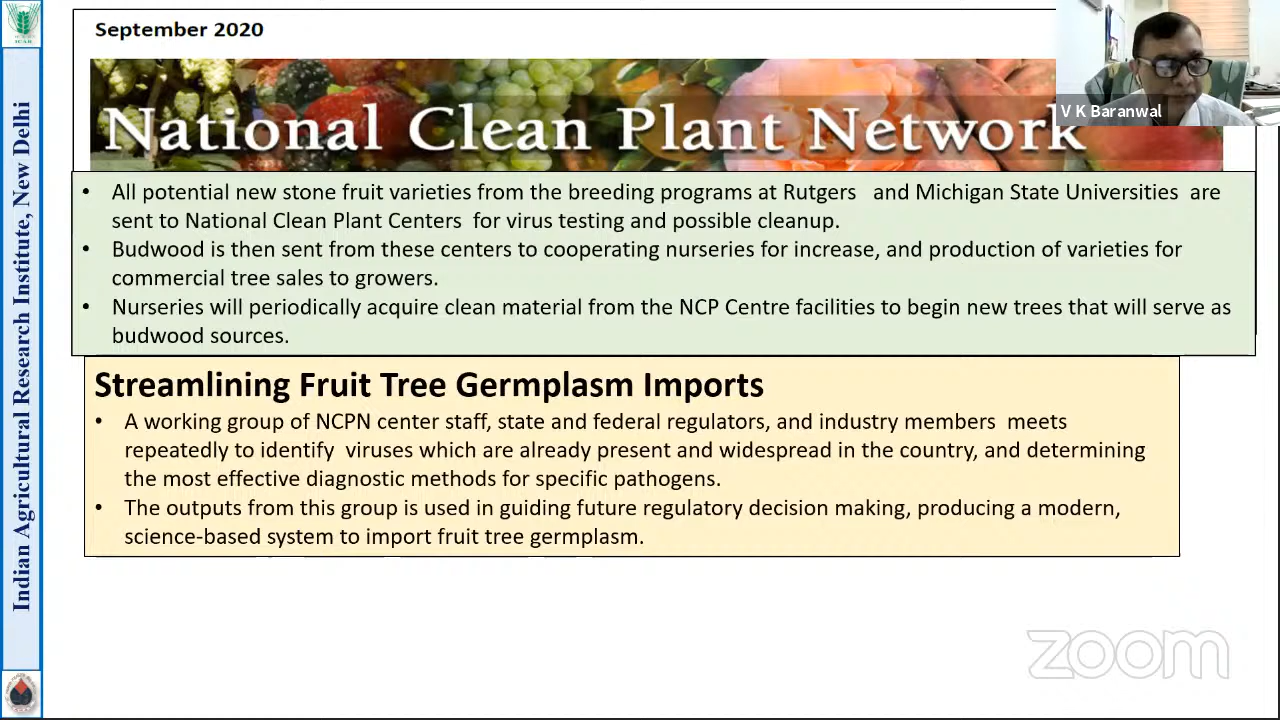 September 2020
National Clean Plant Network
V K Baranwal
• All potential new stone fruit varieties from the breeding programs at Rutgers and Michigan State Universities are
sent to National Clean Plant Centers for virus testing and possible cleanup.
• Budwood is then sent from these centers to cooperating nurseries for increase, and production of varieties for
commercial tree sales to growers.
• Nurseries will periodically acquire clean material from the NCP Centre facilities to begin new trees that will serve as
budwood sources.
Streamlining Fruit Tree Germplasm Imports
• A working group of NCPN center staff, state and federal regulators, and industry members meets
repeatedly to identify viruses which are already present and widespread in the country, and determining
the most effective diagnostic methods for specific pathogens.
• The outputs from this group is used in guiding future regulatory decision making, producing a modern,
science-based system to import fruit tree germplasm.
Indian Agricultural Research Institute, New Delhi
zoom